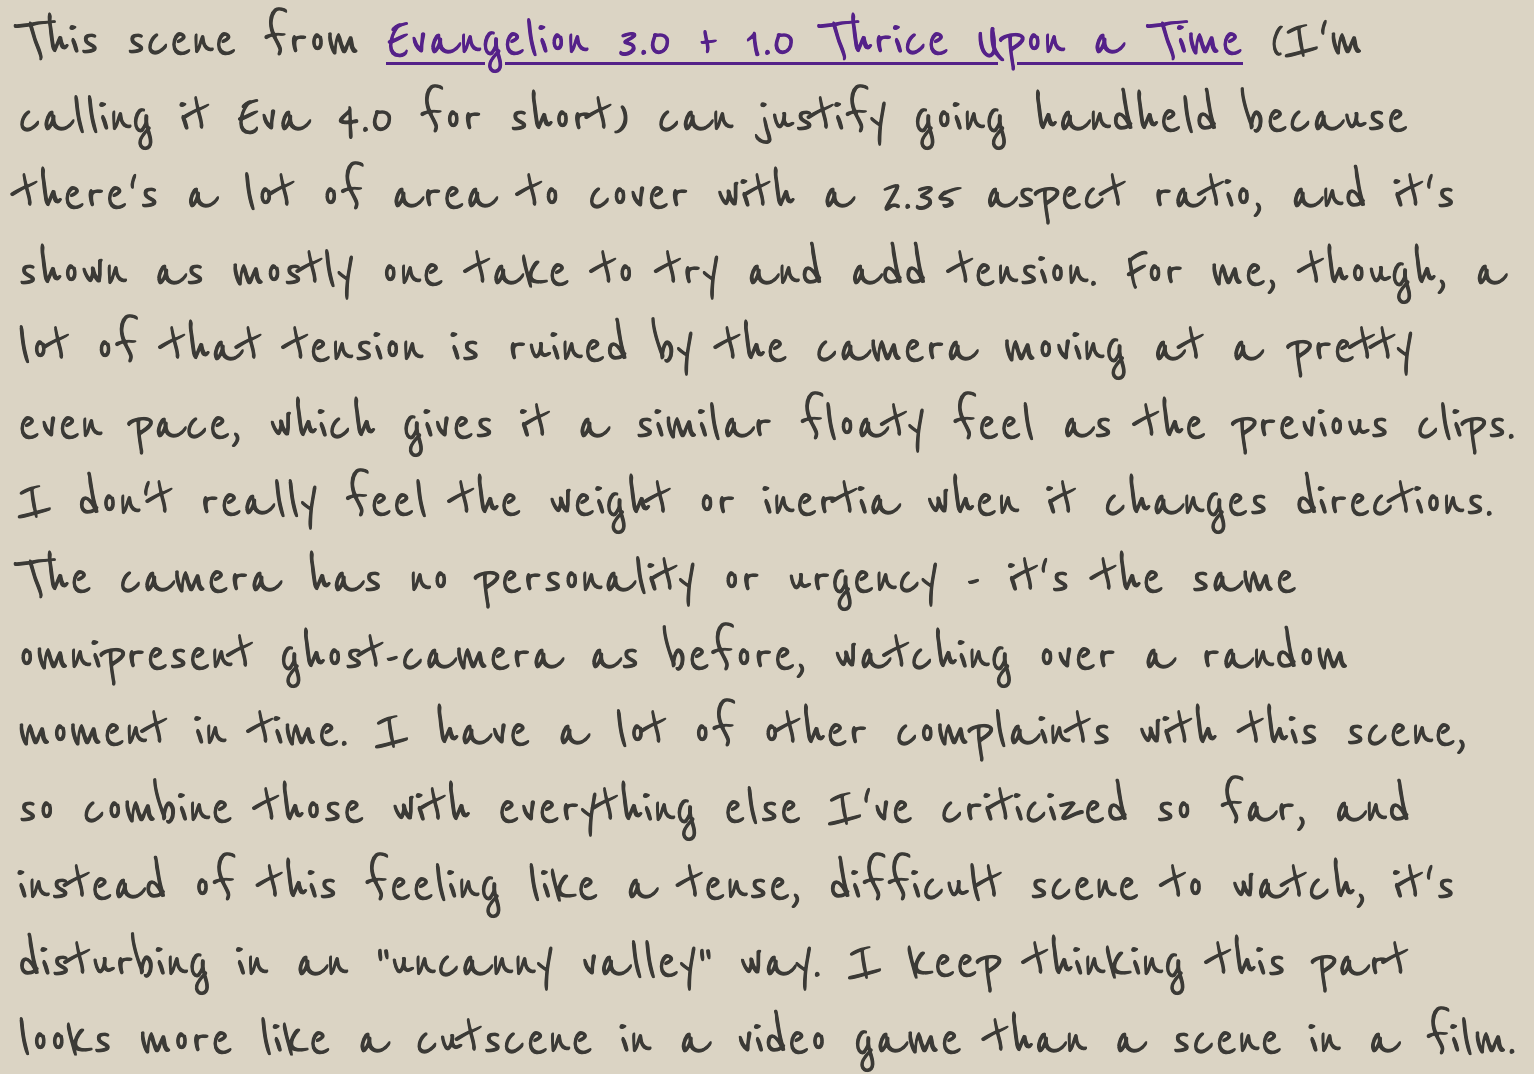 This scene from Evangelion 3.0 + 1.0 Thrice Upon a Time (I'm
calling it Eva 4.0 for short) can justify going handheld because
there's a lot of area to cover with a 2.35 aspect ratio, and it's
shown as mostly one take to try and add tension. For me, though, a
lot of that tension is ruined by the camera moving at a pretty
even pace, which gives it a similar floaty feel as the previous clips.
I don't really feel the weight or inertia when it changes directions.
The camera has no personality or urgency - it's the same
omnipresent ghost-camera as before, watching over a random
moment in time. I have a lot of other complaints with this scene,
so combine those with everything else I've criticized so far, and
instead of this feeling like a tense, difficult scene to watch, it's
disturbing in an "uncanny valley" way. I keep thinking this part
looks more like a cutscene in a video game than a scene in a film.